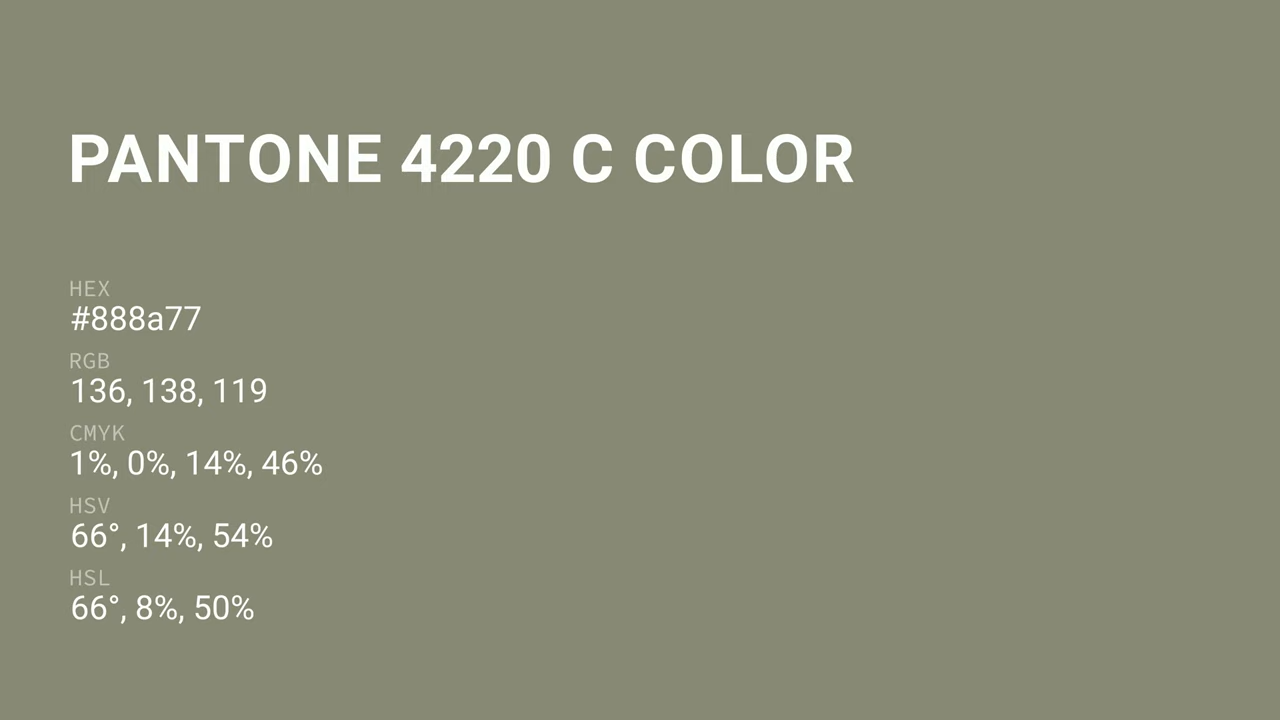 PANTONE 4220 C COLOR
HEX
#888a77
RGB
136, 138, 119
CMYK
1%, 0%, 14%, 46%
HSV
66°, 14%, 54%
HSL
66°, 8%, 50%